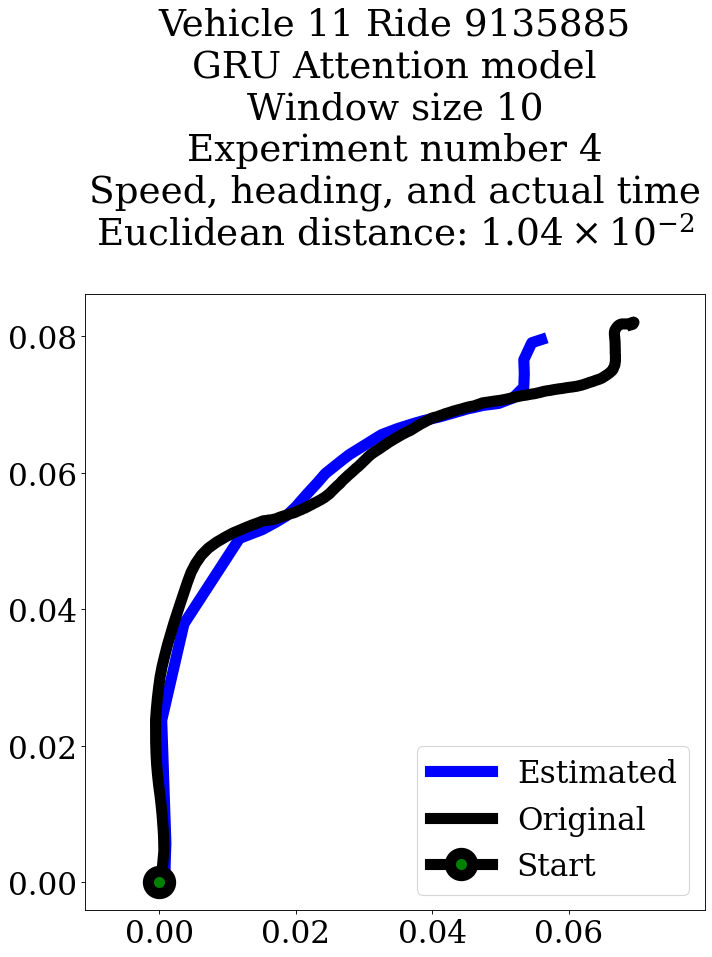 Vehicle 11 Ride 9135885
GRU Attention model
Window size 10
Experiment number 4
Speed, heading, and actual time
Euclidean distance: 1.04 × 10⁻²
0.08
0.06
0.04
0.02
0.00
0.00 0.02 0.04 0.06
Estimated
Original
Start